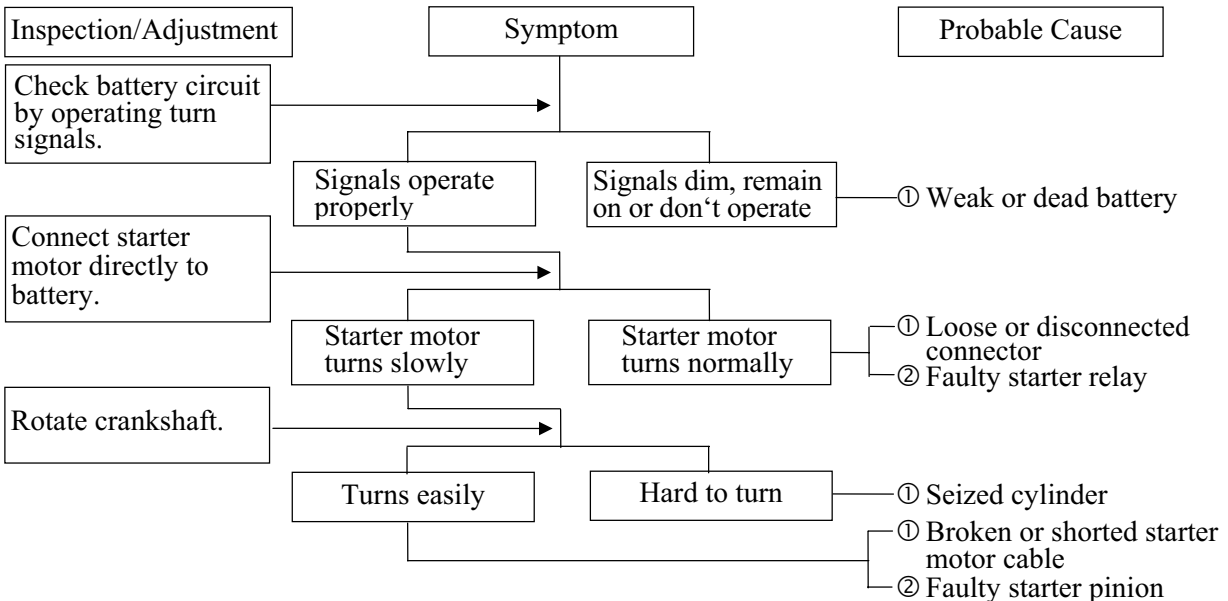 Inspection/Adjustment
Symptom
Probable Cause
Check battery circuit
by operating turn
signals.
Signals operate
properly
Signals dim, remain
on or don‘t operate
① Weak or dead battery
Connect starter
motor directly to
battery.
Starter motor
turns slowly
Starter motor
turns normally
① Loose or disconnected
connector
② Faulty starter relay
Rotate crankshaft.
Turns easily
Hard to turn
① Seized cylinder
① Broken or shorted starter
motor cable
② Faulty starter pinion